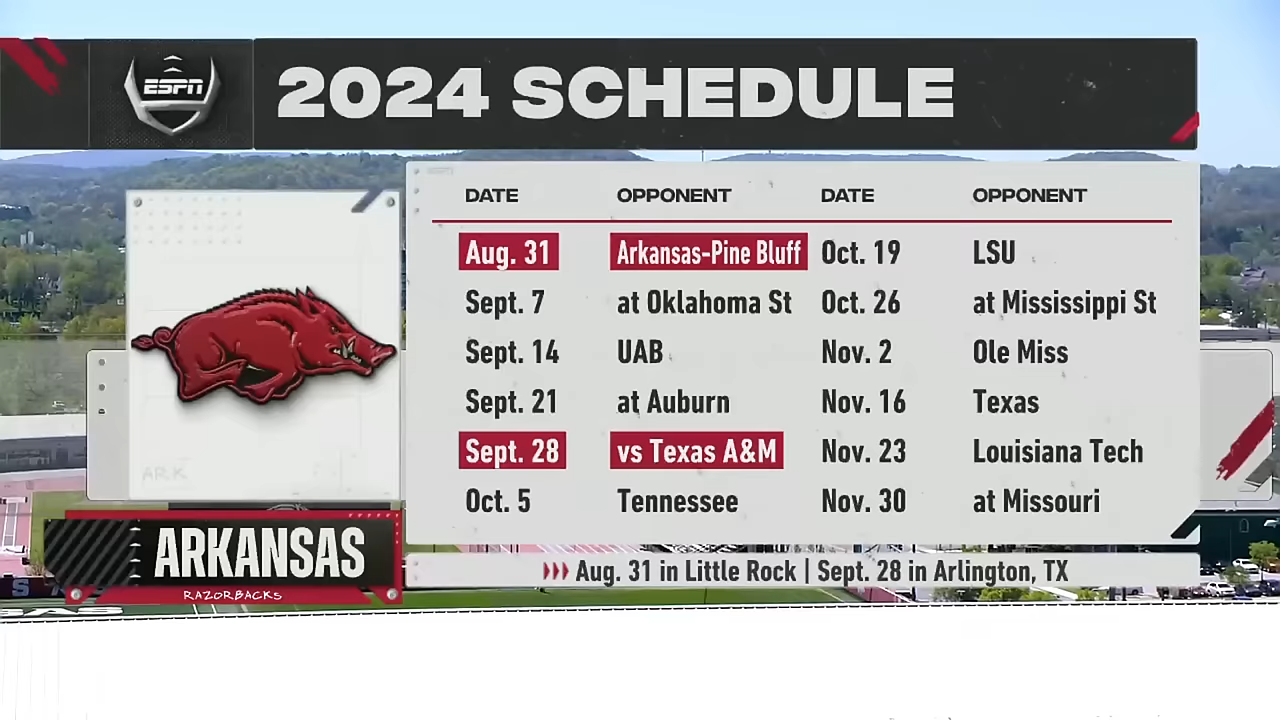 ESPN
2024 SCHEDULE
DATE OPPONENT DATE OPPONENT
Aug. 31 Arkansas-Pine Bluff Oct. 19 LSU
Sept. 7 at Oklahoma St Oct. 26 at Mississippi St
Sept. 14 UAB Nov. 2 Ole Miss
Sept. 21 at Auburn Nov. 16 Texas
Sept. 28 vs Texas A&M Nov. 23 Louisiana Tech
Oct. 5 Tennessee Nov. 30 at Missouri
ARK
ARKANSAS
RAZORBACKS
Aug. 31 in Little Rock | Sept. 28 in Arlington, TX